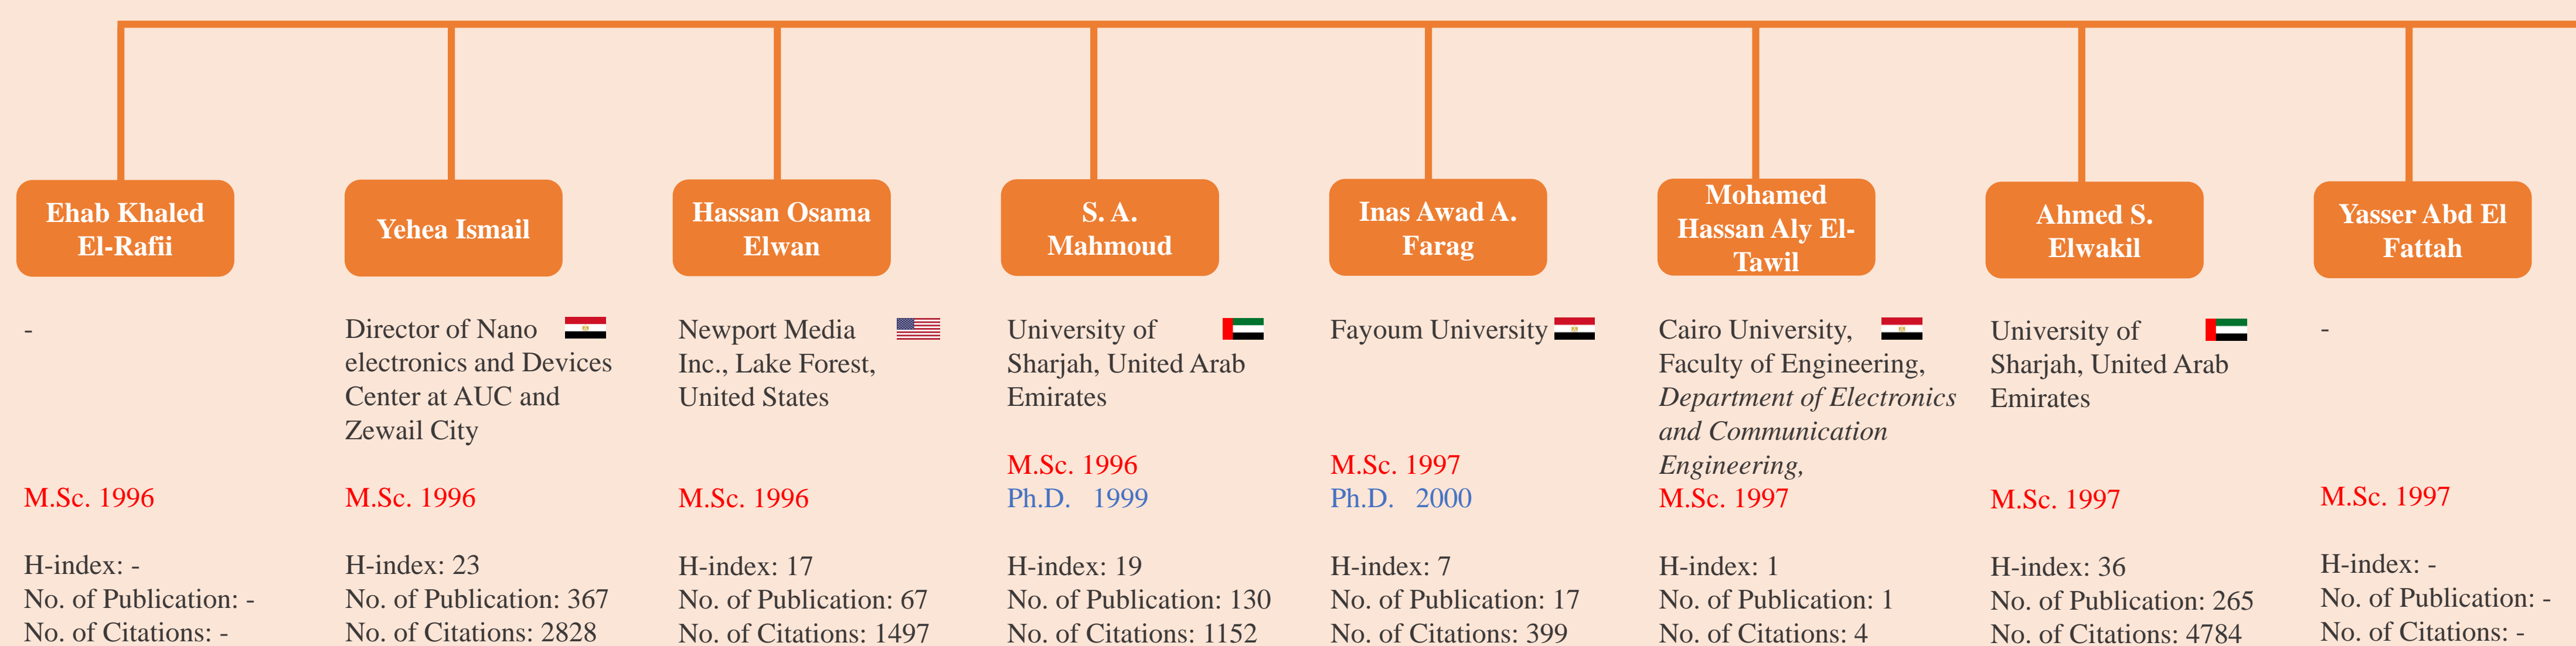 Ehab Khaled
El-Rafii
-
M.Sc. 1996
H-index: -
No. of Publication: -
No. of Citations: -
Yehea Ismail
Director of Nano
electronics and Devices
Center at AUC and
Zewail City
M.Sc. 1996
H-index: 23
No. of Publication: 367
No. of Citations: 2828
Hassan Osama
Elwan
Newport Media
Inc., Lake Forest,
United States
M.Sc. 1996
H-index: 17
No. of Publication: 67
No. of Citations: 1497
S. A.
Mahmoud
University of
Sharjah, United Arab
Emirates
M.Sc. 1996
Ph.D. 1999
H-index: 19
No. of Publication: 130
No. of Citations: 1152
Inas Awad A.
Farag
Fayoum University
M.Sc. 1997
Ph.D. 2000
H-index: 7
No. of Publication: 17
No. of Citations: 399
Mohamed
Hassan Aly El-
Tawil
Cairo University,
Faculty of Engineering,
Department of Electronics
and Communication
Engineering,
M.Sc. 1997
H-index: 1
No. of Publication: 1
No. of Citations: 4
Ahmed S.
Elwakil
University of
Sharjah, United Arab
Emirates
M.Sc. 1997
H-index: 36
No. of Publication: 265
No. of Citations: 4784
Yasser Abd El
Fattah
-
M.Sc. 1997
H-index: -
No. of Publication: -
No. of Citations: -